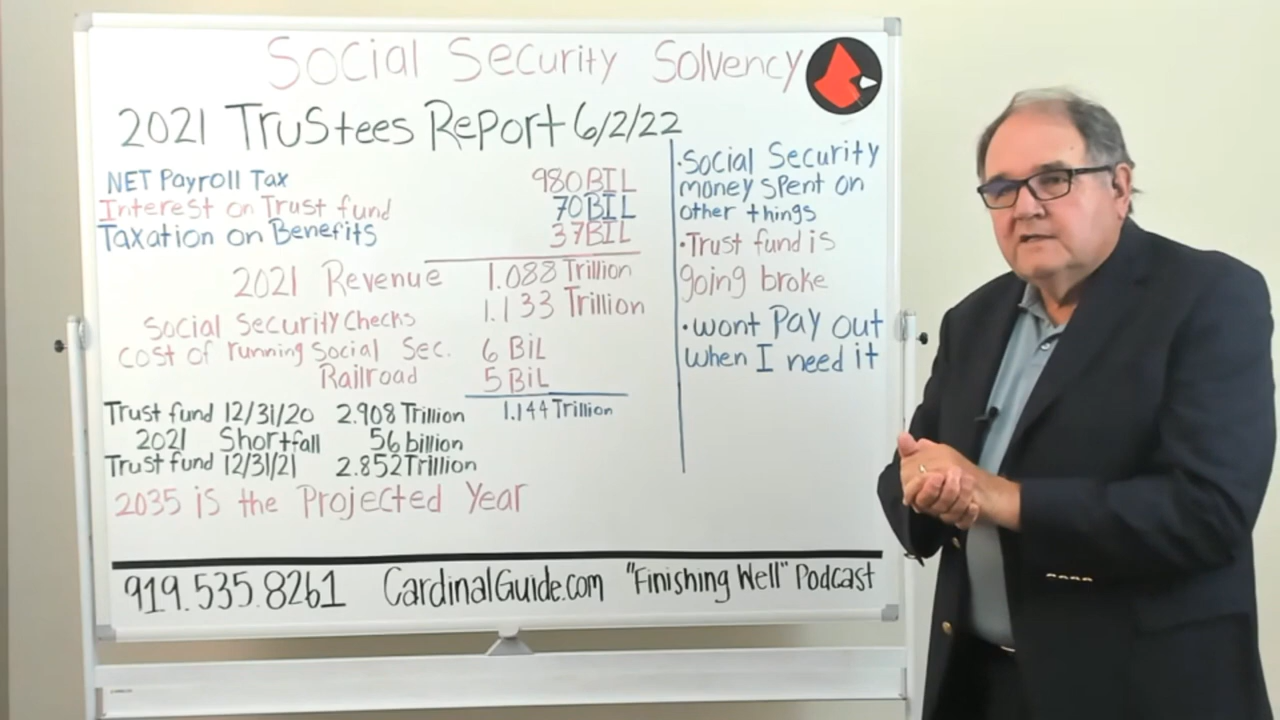 Social Security Solvency
2021 Trustees Report 6/2/22
NET Payroll Tax 980 BIL
Interest on Trust fund 70 BIL
Taxation on Benefits 37 BIL
2021 Revenue 1.088 Trillion
Social Security Checks 1.133 Trillion
Cost of running Social Sec. 6 BiL
Railroad 5 BiL
1.144 Trillion
Trust fund 12/31/20 2.908 Trillion
2021 Shortfall 56 billion
Trust fund 12/31/21 2.852 Trillion
2035 is the Projected Year
·Social Security
money spent on
other things
·Trust fund is
going broke
·wont Pay out
when I need it
919.535.8261 CardinalGuide.com "Finishing Well" Podcast